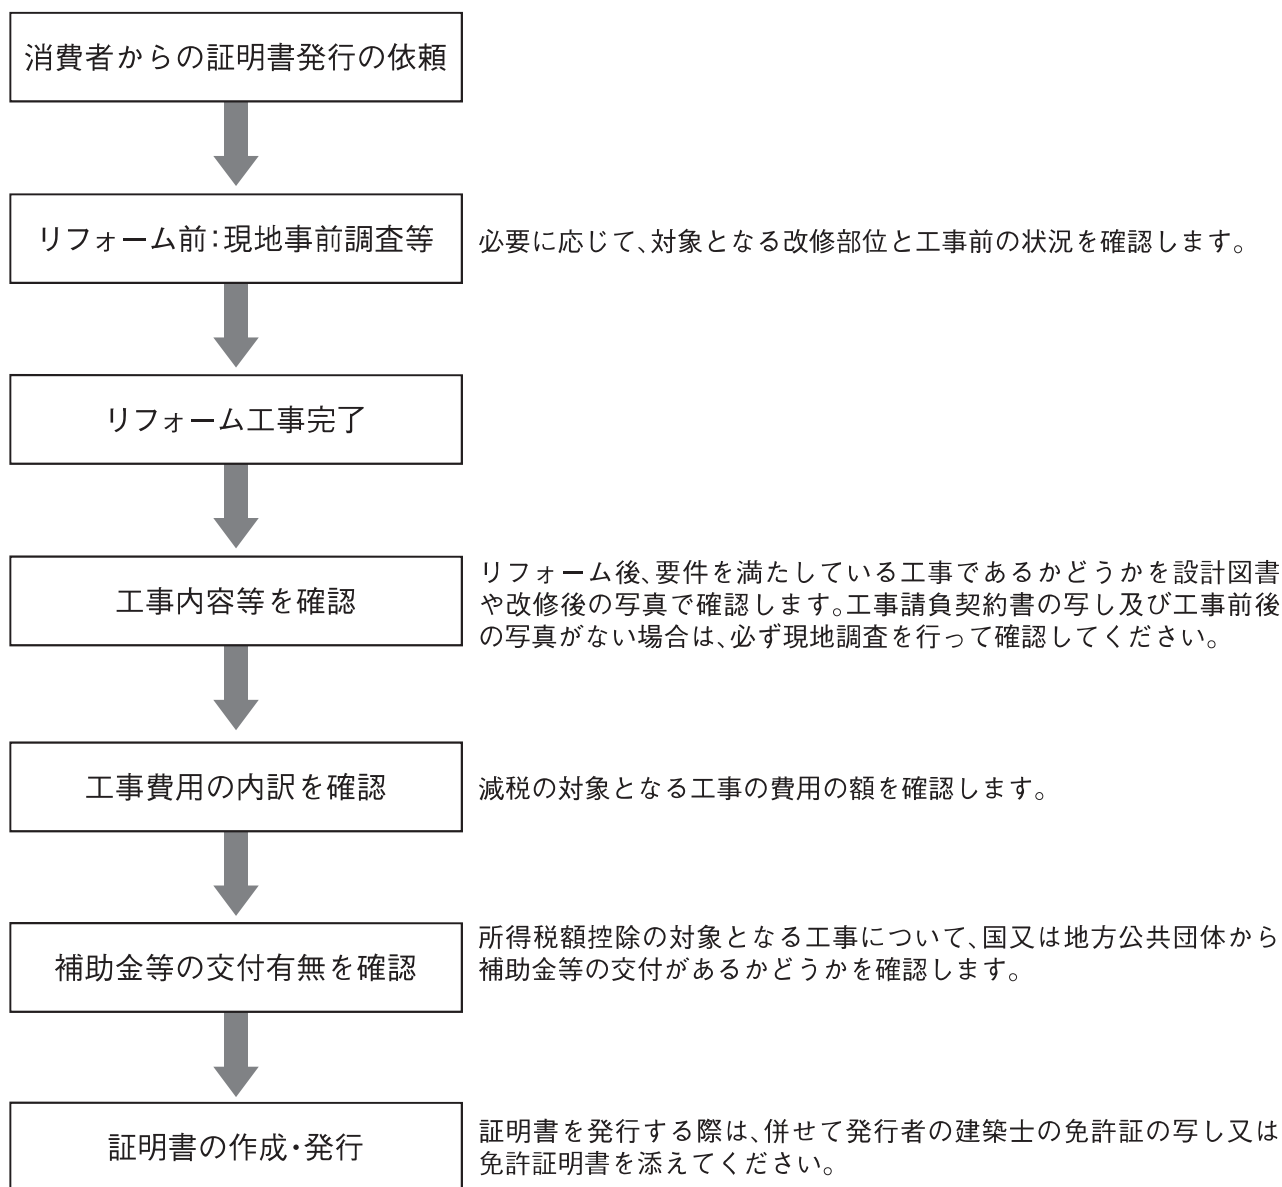 消費者からの証明書発行の依頼
リフォーム前：現地事前調査等
必要に応じて、対象となる改修部位と工事前の状況を確認します。
リフォーム工事完了
工事内容等を確認
リフォーム後、要件を満たしている工事であるかどうかを設計図書
や改修後の写真で確認します。工事請負契約書の写し及び工事前後
の写真がない場合は、必ず現地調査を行って確認してください。
工事費用の内訳を確認
減税の対象となる工事の費用の額を確認します。
補助金等の交付有無を確認
所得税額控除の対象となる工事について、国又は地方公共団体から
補助金等の交付があるかどうかを確認します。
証明書の作成・発行
証明書を発行する際は、併せて発行者の建築士の免許証の写し又は
免許証明書を添えてください。